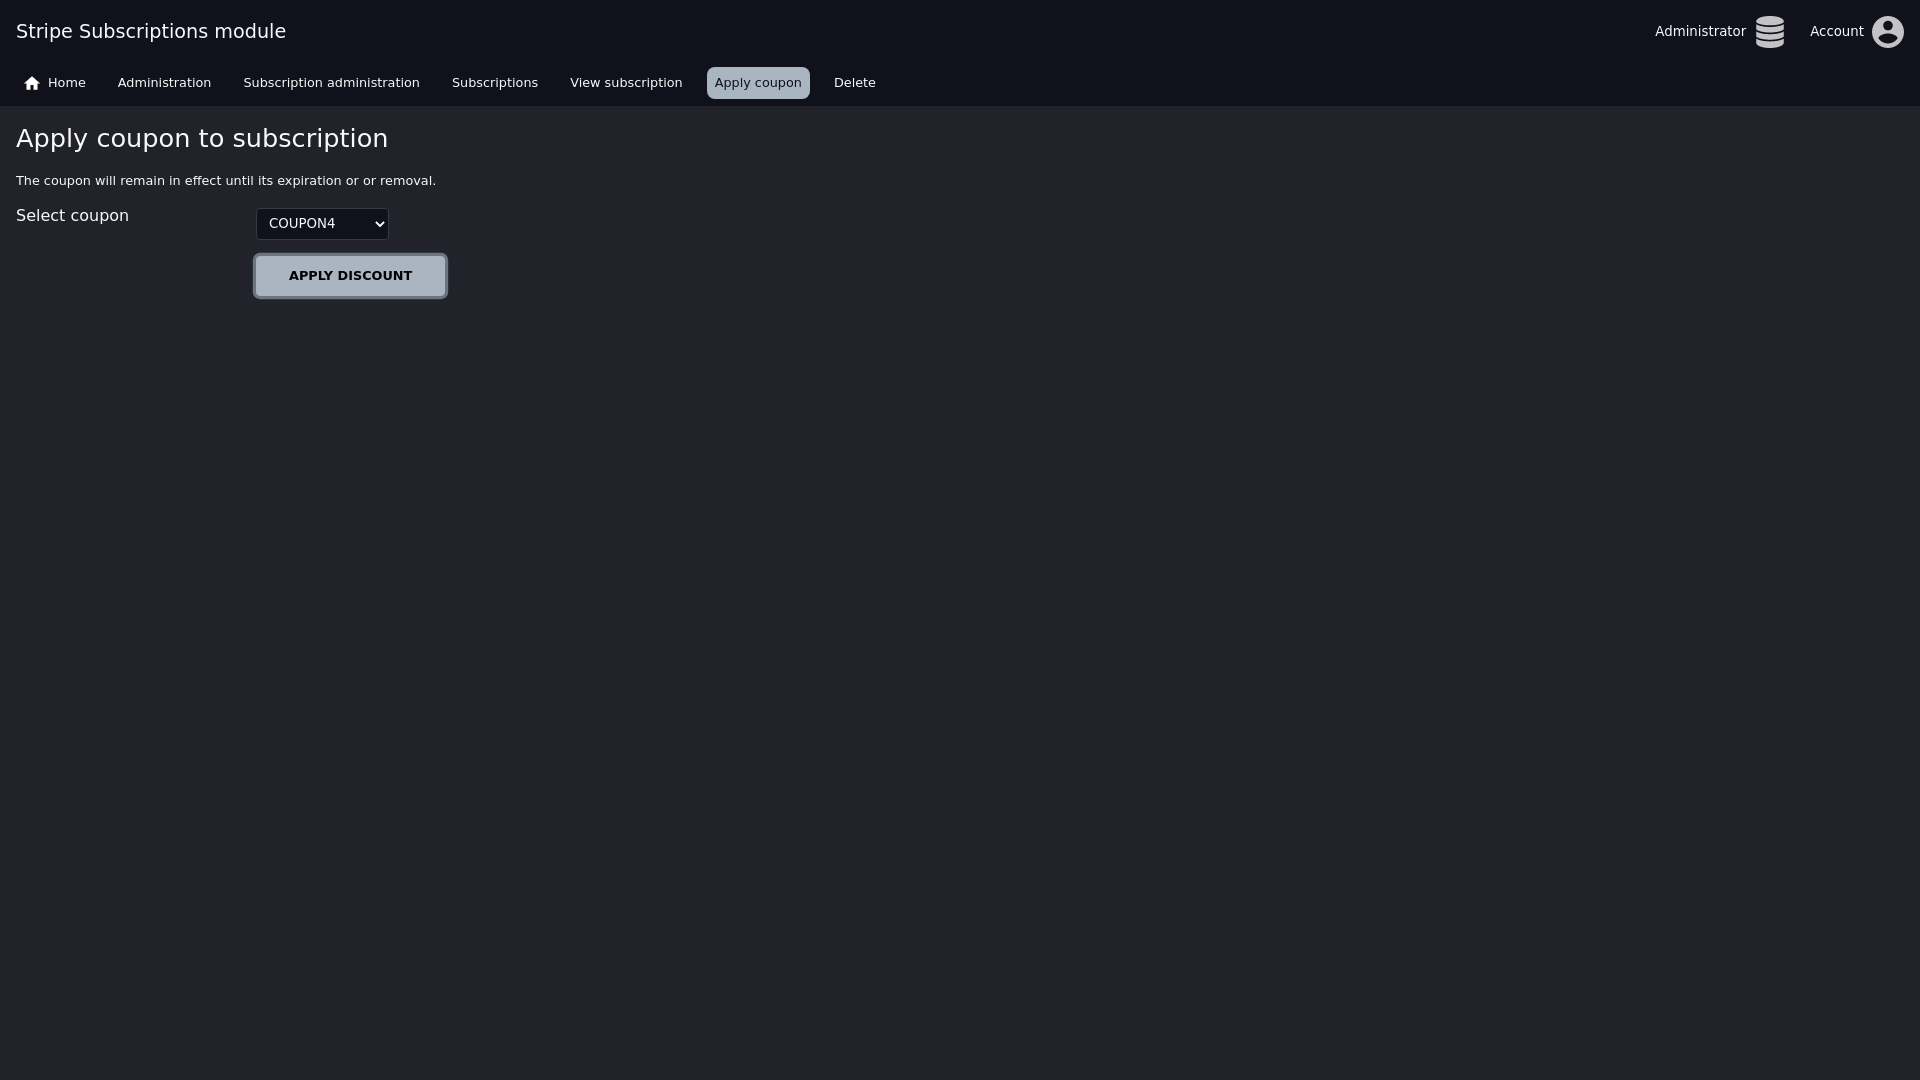 Stripe Subscriptions module
Administrator
Account
Home
Administration
Subscription administration
Subscriptions
View subscription
Apply coupon
Delete
Apply coupon to subscription
The coupon will remain in effect until its expiration or or removal.
Select coupon
COUPON4
APPLY DISCOUNT